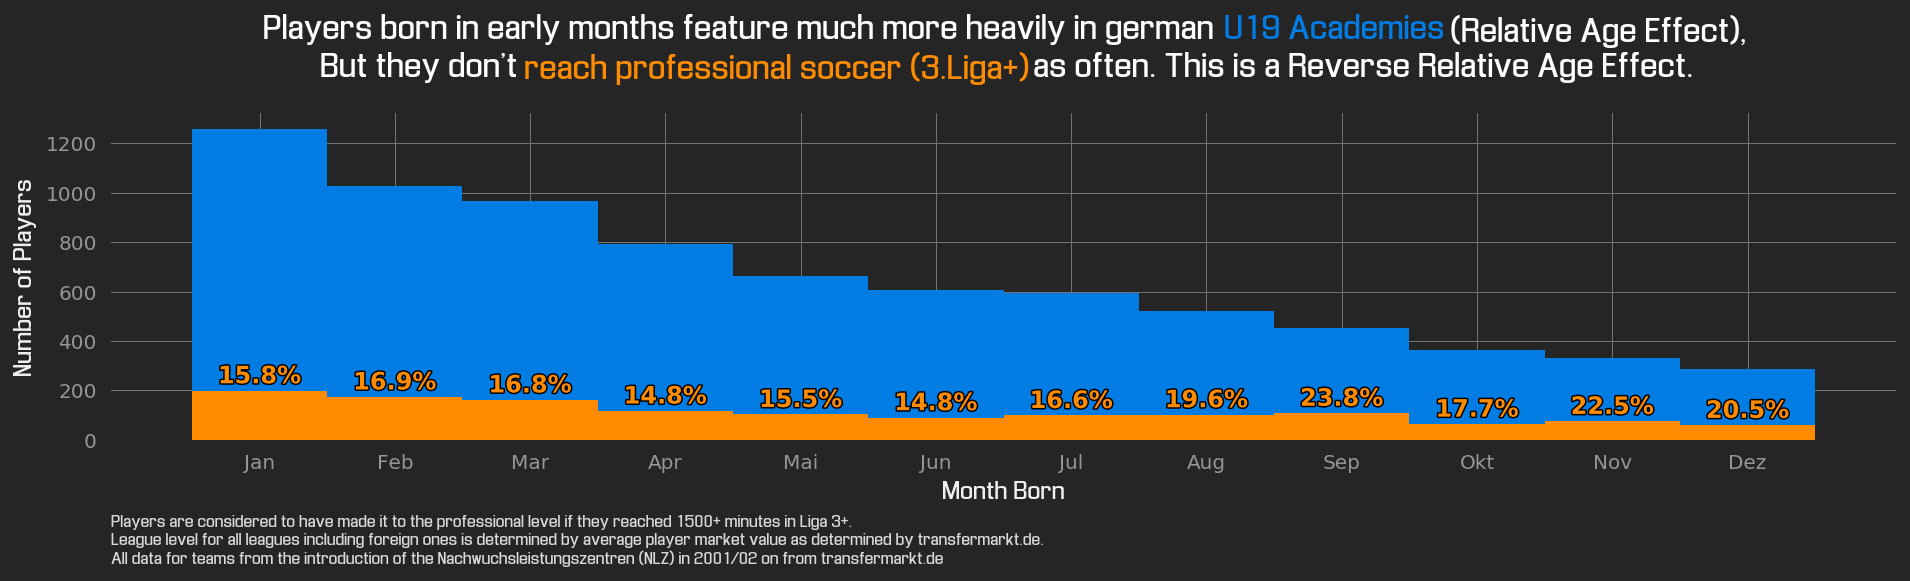 Players born in early months feature much more heavily in german U19 Academies (Relative Age Effect),
But they don't reach professional soccer (3.Liga+) as often. This is a Reverse Relative Age Effect.
1200
1000
800
600
400
200
0
Number of Players
15.8%
16.9%
16.8%
14.8%
15.5%
14.8%
16.6%
19.6%
23.8%
17.7%
22.5%
20.5%
Jan
Feb
Mar
Apr
Mai
Jun
Jul
Aug
Sep
Okt
Nov
Dez
Month Born
Players are considered to have made it to the professional level if they reached 1500+ minutes in Liga 3+.
League level for all leagues including foreign ones is determined by average player market value as determined by transfermarkt.de.
All data for teams from the introduction of the Nachwuchsleistungszentren (NLZ) in 2001/02 on from transfermarkt.de